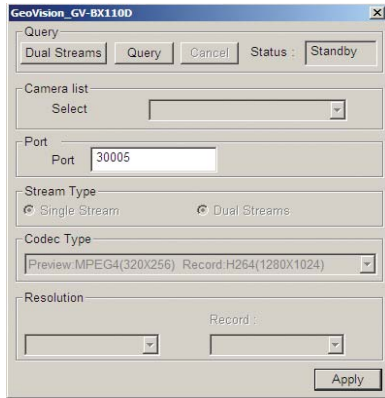 GeoVision_GV-BX110D
Query
Dual Streams Query Cancel Status : Standby
Camera list
Select
Port
Port 30005
Stream Type
Single Stream Dual Streams
Codec Type
Preview:MPEG4(320X256) Record:H264(1280X1024)
Resolution
Record :
Apply